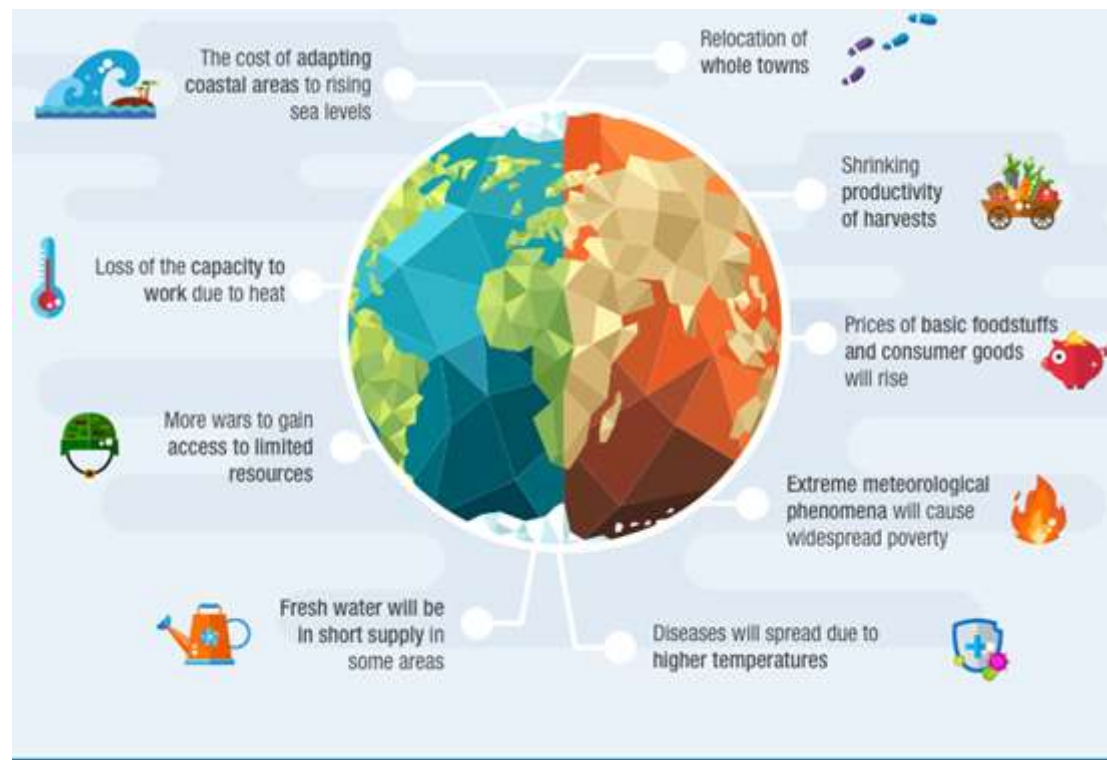 The cost of adapting
coastal areas to rising
sea levels
Relocation of
whole towns
Shrinking
productivity
of harvests
Loss of the capacity to
work due to heat
Prices of basic foodstuffs
and consumer goods
will rise
More wars to gain
access to limited
resources
Extreme meteorological
phenomena will cause
widespread poverty
Fresh water will be
in short supply in
some areas
Diseases will spread due to
higher temperatures